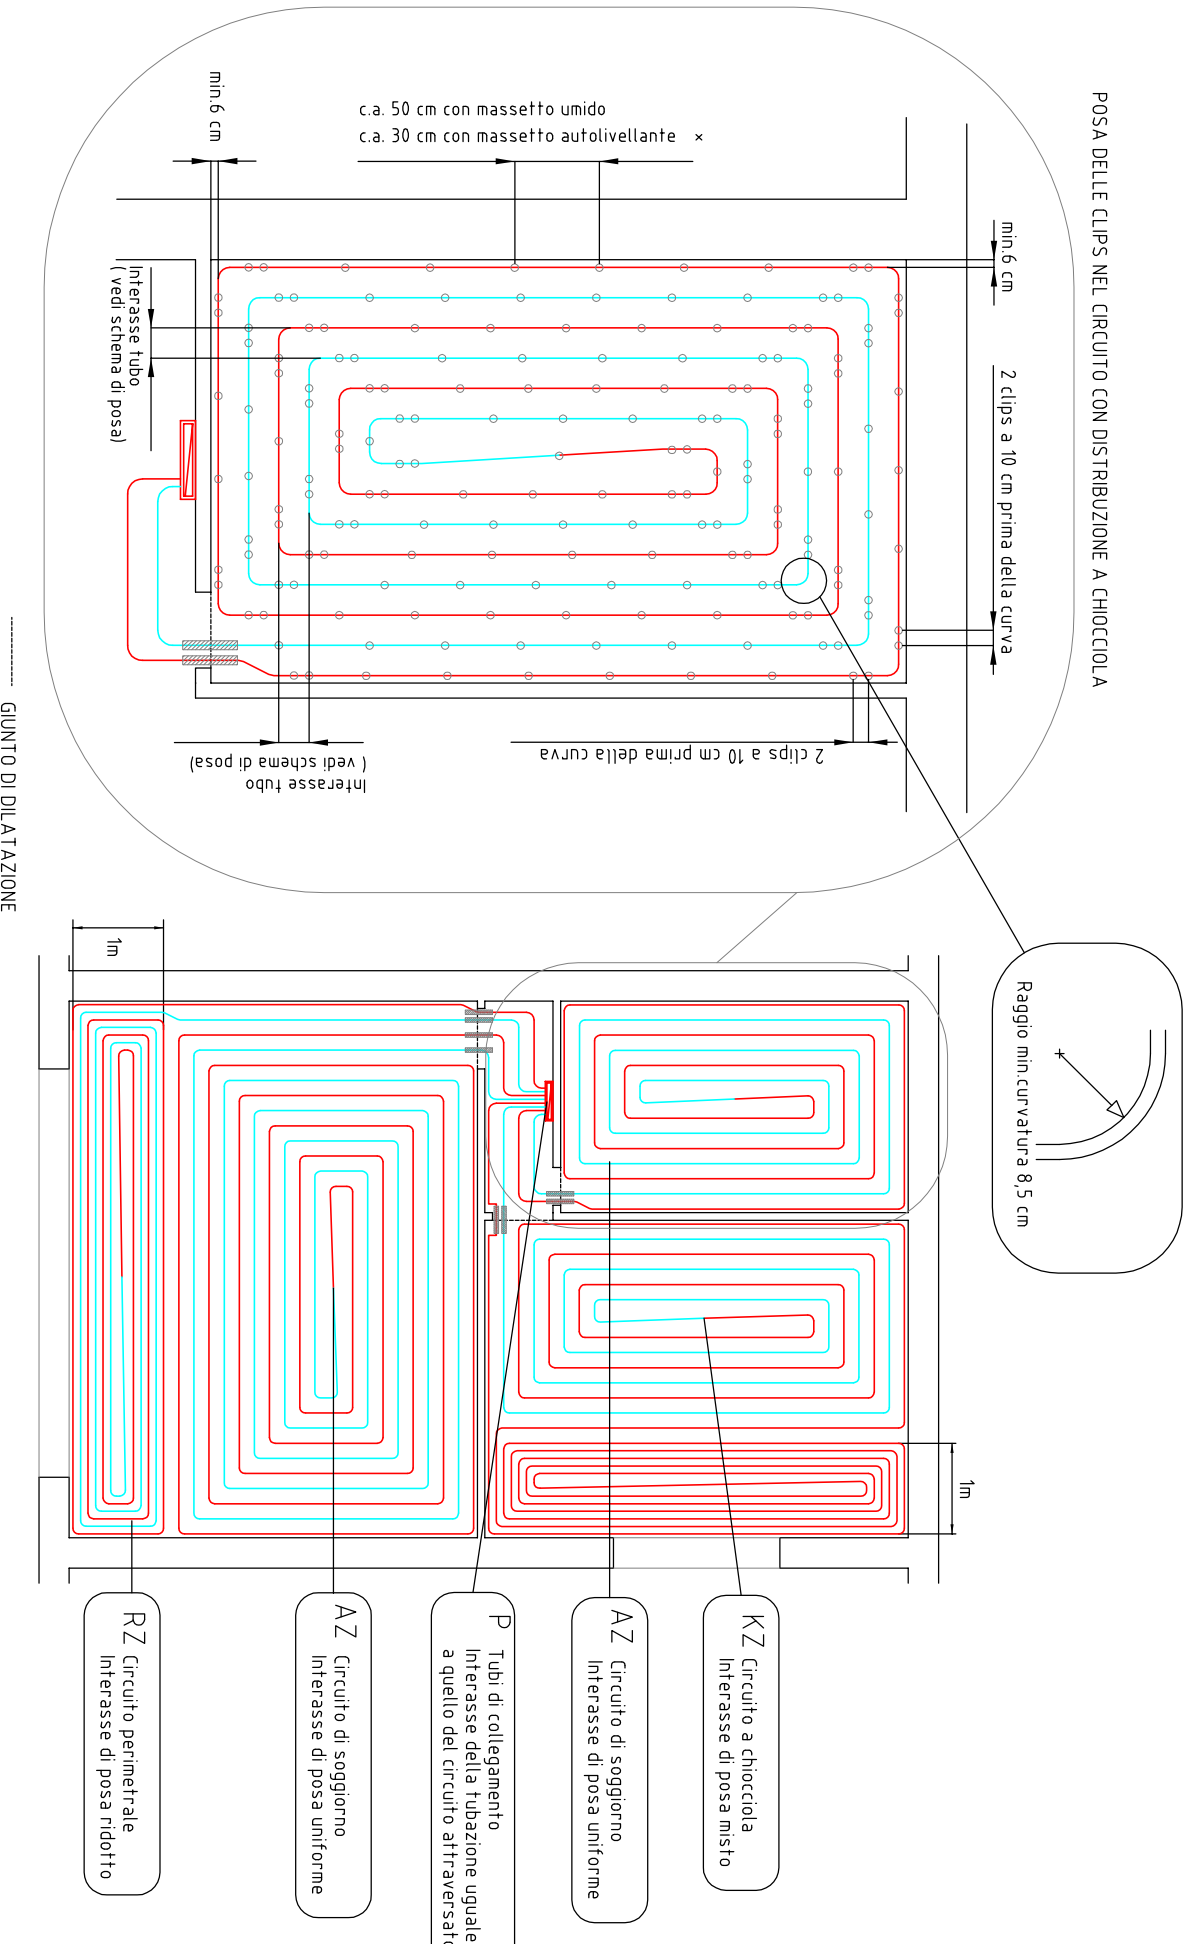 POSA DELLE CLIPS NEL CIRCUITO CON DISTRIBUZIONE A CHIOCCIOLA
min.6 cm
c.a. 50 cm con massetto umido
c.a. 30 cm con massetto autolivellante ×
min.6 cm
2 clips a 10 cm prima della curva
Interasse tubo
( vedi schema di posa)
2 clips a 10 cm prima della curva
Interasse tubo
( vedi schema di posa)
Raggio min.curvatura 8,5 cm
GIUNTO DI DILATAZIONE
1m
1m
KZ Circuito a chiocciola
Interasse di posa misto
AZ Circuito di soggiorno
Interasse di posa uniforme
P Tubi di collegamento
Interasse della tubazione uguale
a quello del circuito attraversato
AZ Circuito di soggiorno
Interasse di posa uniforme
RZ Circuito perimetrale
Interasse di posa ridotto